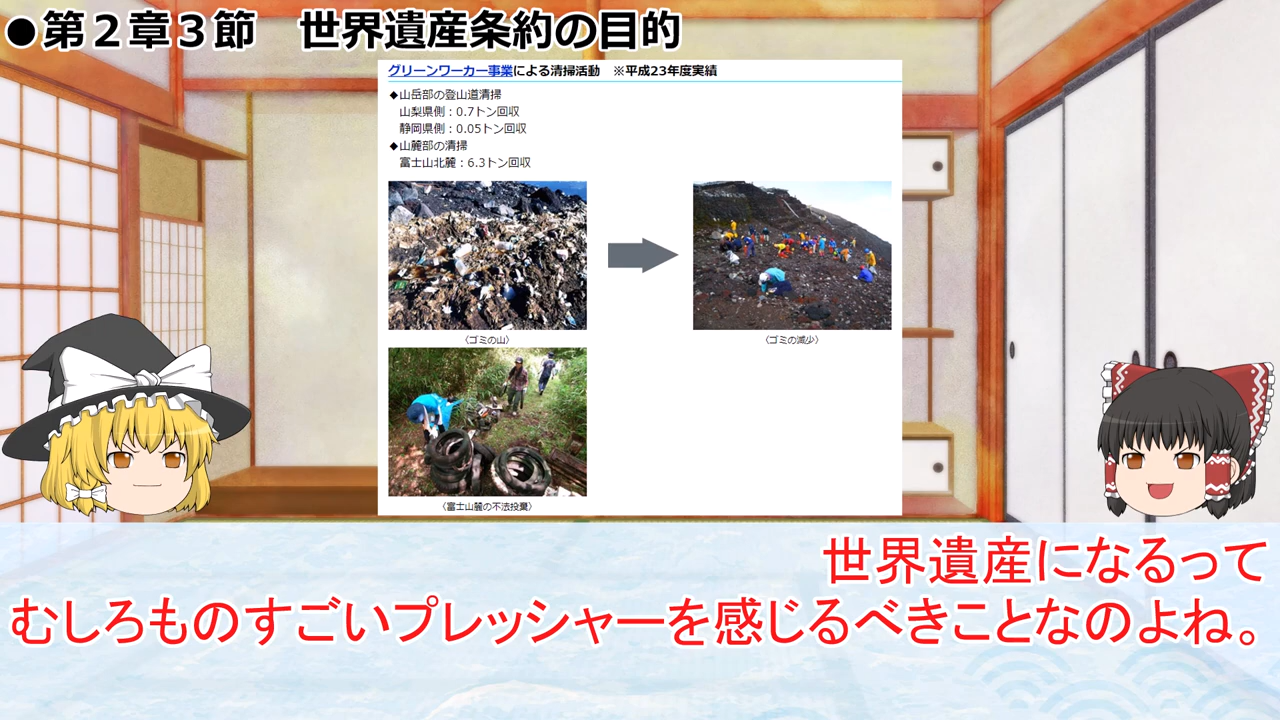 ●第２章３節　世界遺産条約の目的
グリーンワーカー事業による清掃活動　※平成23年度実績
◆山岳部の登山道清掃
山梨県側：0.7トン回収
静岡県側：0.05トン回収
◆山麓部の清掃
富士山北麓：6.3トン回収
〈ゴミの山〉
〈ゴミの減少〉
〈富士山麓の不法投棄〉
世界遺産になるって
むしろものすごいプレッシャーを感じるべきことなのよね。